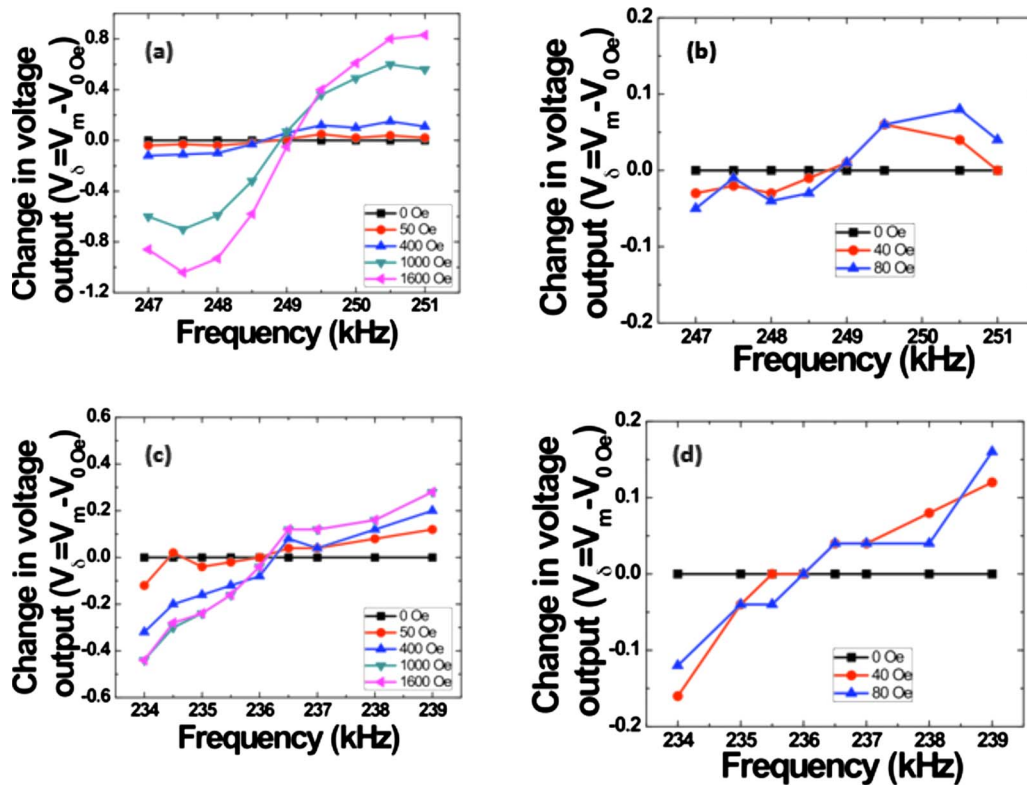 (a)
Change in voltage
output (Vδ=Vm-V0 Oe)
0.8
0.4
0.0
-0.4
-0.8
-1.2
0 Oe
50 Oe
400 Oe
1000 Oe
1600 Oe
247 248 249 250 251
Frequency (kHz)
(b)
Change in voltage
output (Vδ=Vm-V0 Oe)
0.2
0.1
0.0
-0.1
-0.2
0 Oe
40 Oe
80 Oe
247 248 249 250 251
Frequency (kHz)
(c)
Change in voltage
output (Vδ=Vm-V0 Oe)
0.6
0.4
0.2
0.0
-0.2
-0.4
-0.6
0 Oe
50 Oe
400 Oe
1000 Oe
1600 Oe
234 235 236 237 238 239
Frequency (kHz)
(d)
Change in voltage
output (Vδ=Vm-V0 Oe)
0.2
0.1
0.0
-0.1
-0.2
0 Oe
40 Oe
80 Oe
234 235 236 237 238 239
Frequency (kHz)